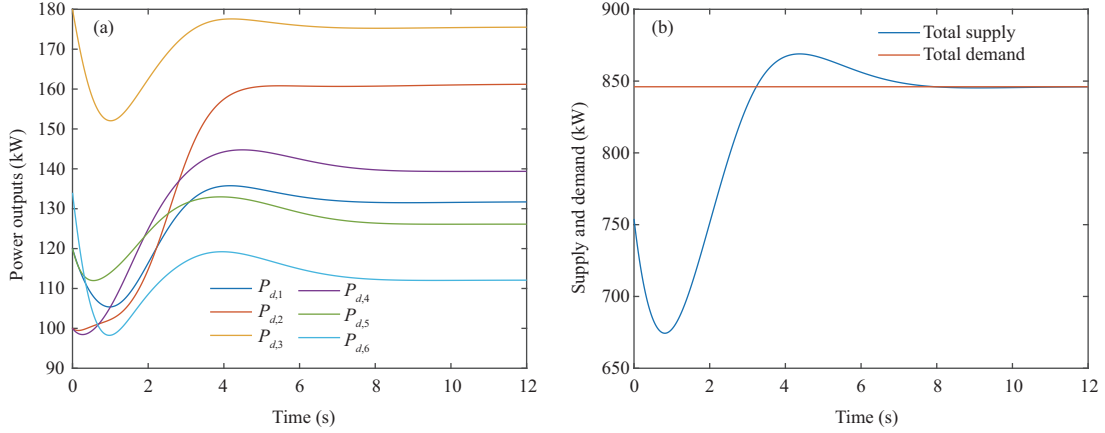 (a)
180
170
160
150
140
130
120
110
100
90
Power outputs (kW)
P_{d,1}
P_{d,2}
P_{d,3}
P_{d,4}
P_{d,5}
P_{d,6}
0 2 4 6 8 10 12
Time (s)
(b)
900
850
800
750
700
650
Supply and demand (kW)
Total supply
Total demand
0 2 4 6 8 10 12
Time (s)